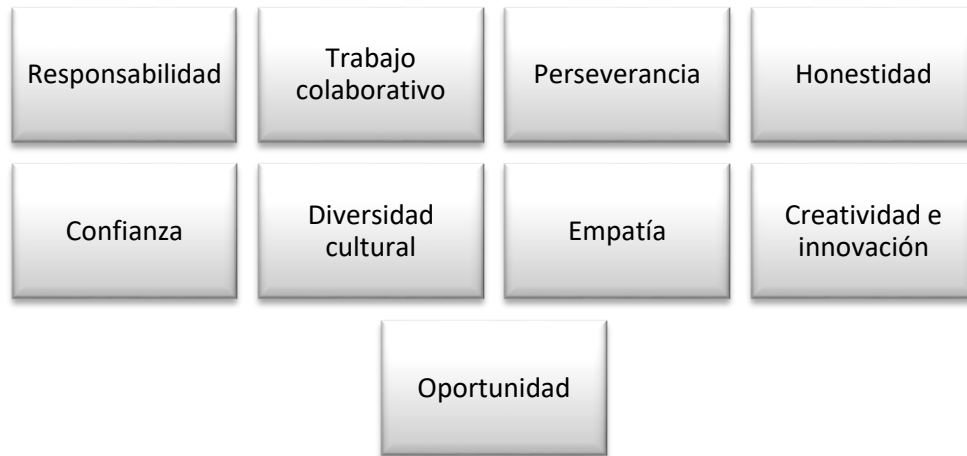 Responsabilidad
Trabajo
colaborativo
Perseverancia
Honestidad
Confianza
Diversidad
cultural
Empatía
Creatividad e
innovación
Oportunidad